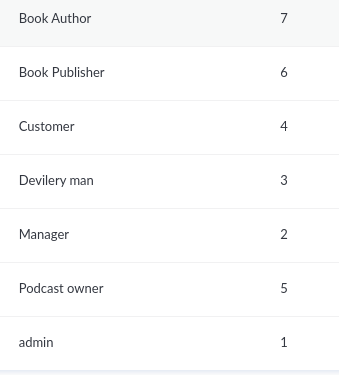 Book Author 7
Book Publisher 6
Customer 4
Devilery man 3
Manager 2
Podcast owner 5
admin 1